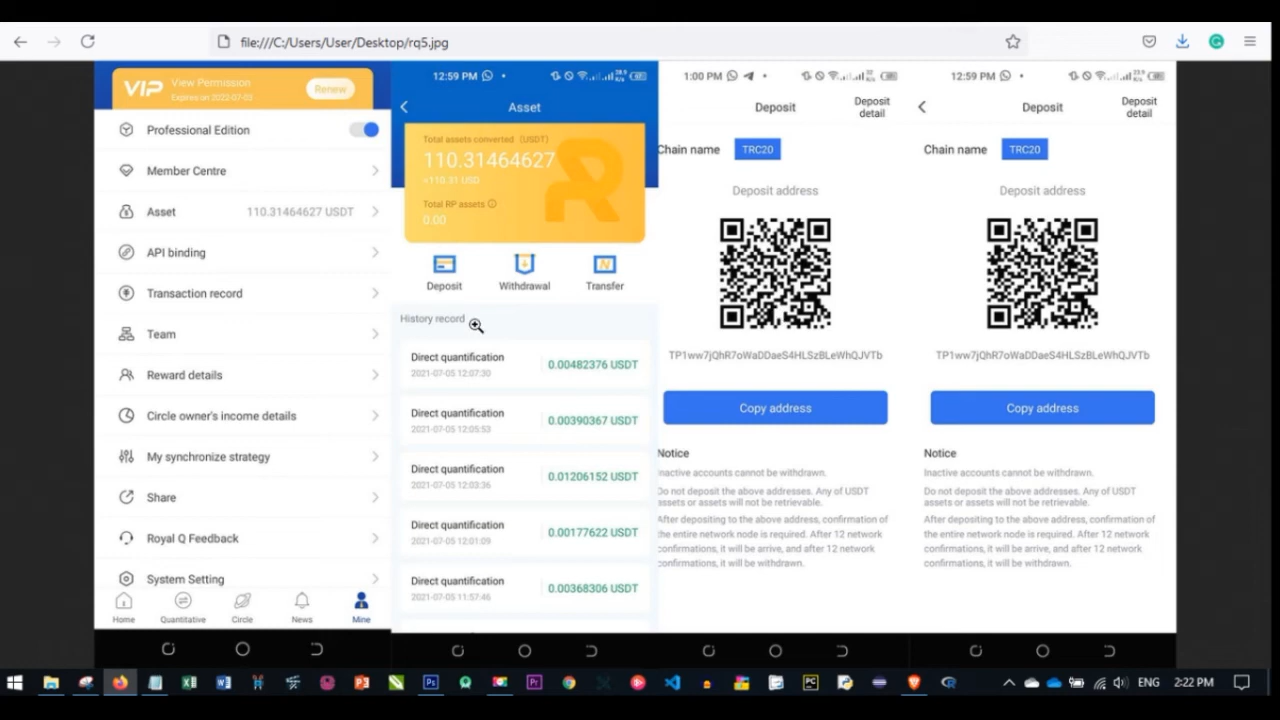 file:///C:/Users/User/Desktop/rq5.jpg
VIP
View Permission
Expires on 2022-07-03
Renew
Professional Edition
Member Centre
Asset 110.31464627 USDT
API binding
Transaction record
Team
Reward details
Circle owner's income details
My synchronize strategy
Share
Royal Q Feedback
System Setting
Home Quantitative Circle News Mine
12:59 PM
Asset
Total assets converted (USDT)
110.31464627
≈110.31 USD
Total RP assets
0.00
Deposit Withdrawal Transfer
History record
Direct quantification 0.00482376 USDT
2021-07-05 12:07:30
Direct quantification 0.00390367 USDT
2021-07-05 12:05:53
Direct quantification 0.01206152 USDT
2021-07-05 12:03:36
Direct quantification 0.00177622 USDT
2021-07-05 12:01:09
Direct quantification 0.00368306 USDT
2021-07-05 11:57:46
1:00 PM
Deposit
Deposit
detail
Chain name TRC20
Deposit address
TP1ww7jQhR7oWaDDaeS4HLSzBLeWhQJVTb
Copy address
Notice
Inactive accounts cannot be withdrawn.
Do not deposit the above addresses. Any of USDT
assets or assets will not be retrievable.
After depositing to the above address, confirmation of
the entire network node is required. After 12 network
confirmations, it will be arrive, and after 12 network
confirmations, it will be withdrawn.
12:59 PM
Deposit
Deposit
detail
Chain name TRC20
Deposit address
TP1ww7jQhR7oWaDDaeS4HLSzBLeWhQJVTb
Copy address
Notice
Inactive accounts cannot be withdrawn.
Do not deposit the above addresses. Any of USDT
assets or assets will not be retrievable.
After depositing to the above address, confirmation of
the entire network node is required. After 12 network
confirmations, it will be arrive, and after 12 network
confirmations, it will be withdrawn.
ENG 2:22 PM